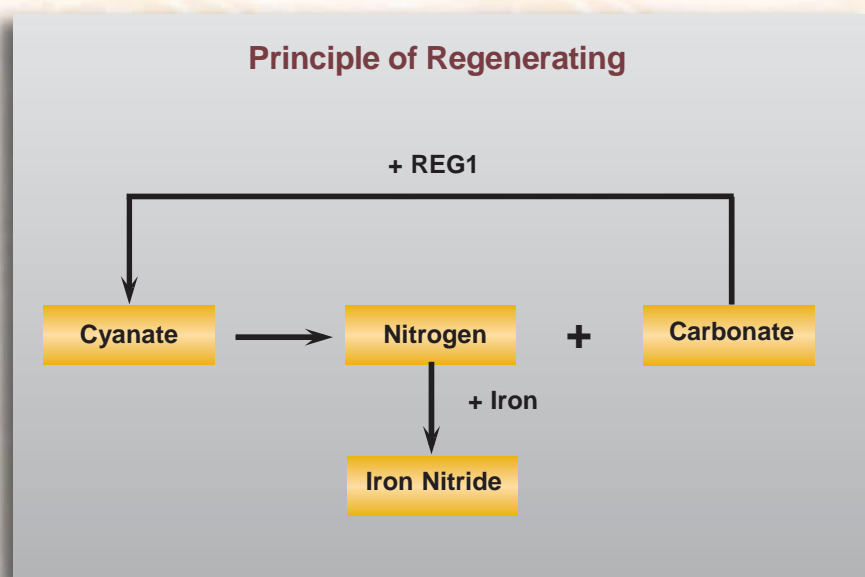 Principle of Regenerating
+ REG1
Cyanate
Nitrogen
+
Carbonate
+ Iron
Iron Nitride